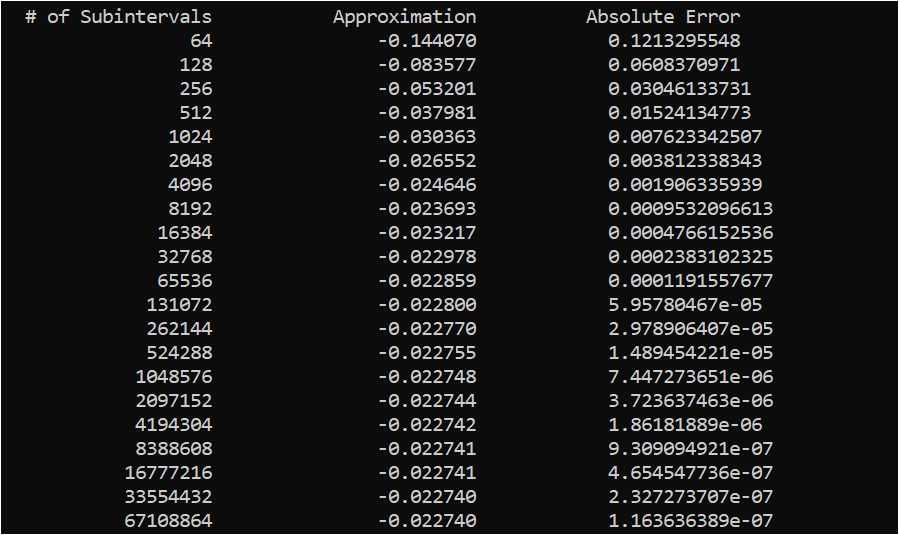 # of Subintervals Approximation Absolute Error
64 -0.144070 0.1213295548
128 -0.083577 0.0608370971
256 -0.053201 0.03046133731
512 -0.037981 0.01524134773
1024 -0.030363 0.007623342507
2048 -0.026552 0.003812338343
4096 -0.024646 0.001906335939
8192 -0.023693 0.0009532096613
16384 -0.023217 0.0004766152536
32768 -0.022978 0.0002383102325
65536 -0.022859 0.0001191557677
131072 -0.022800 5.95780467e-05
262144 -0.022770 2.978906407e-05
524288 -0.022755 1.489454221e-05
1048576 -0.022748 7.447273651e-06
2097152 -0.022744 3.723637463e-06
4194304 -0.022742 1.86181889e-06
8388608 -0.022741 9.309094921e-07
16777216 -0.022741 4.654547736e-07
33554432 -0.022740 2.327273707e-07
67108864 -0.022740 1.163636389e-07